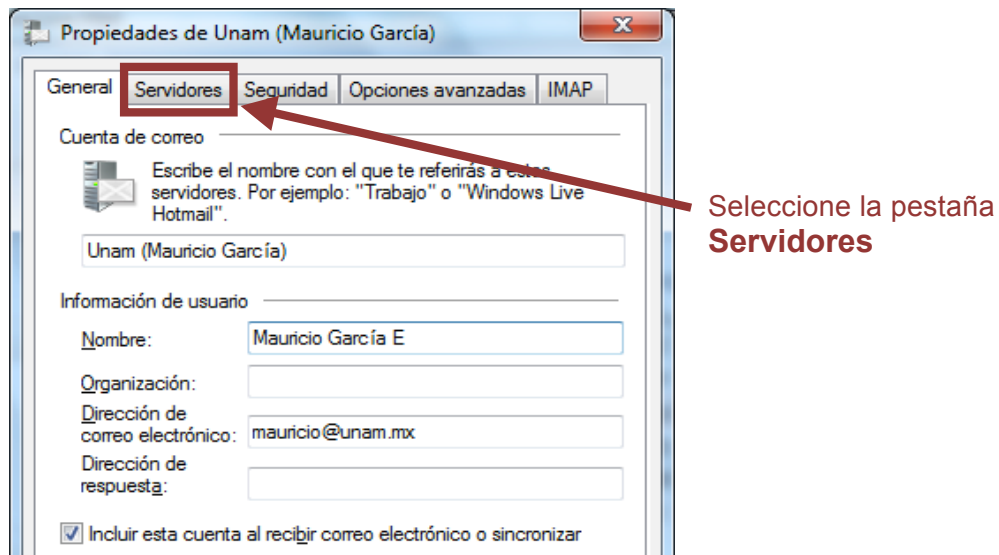 Propiedades de Unam (Mauricio García)
General Servidores Seguridad Opciones avanzadas IMAP
Cuenta de correo
Escribe el nombre con el que te referirás a estos
servidores. Por ejemplo: "Trabajo" o "Windows Live
Hotmail".
Unam (Mauricio García)
Información de usuario
Nombre: Mauricio García E
Organización:
Dirección de
correo electrónico: mauricio@unam.mx
Dirección de
respuesta:
Incluir esta cuenta al recibir correo electrónico o sincronizar
Seleccione la pestaña
Servidores